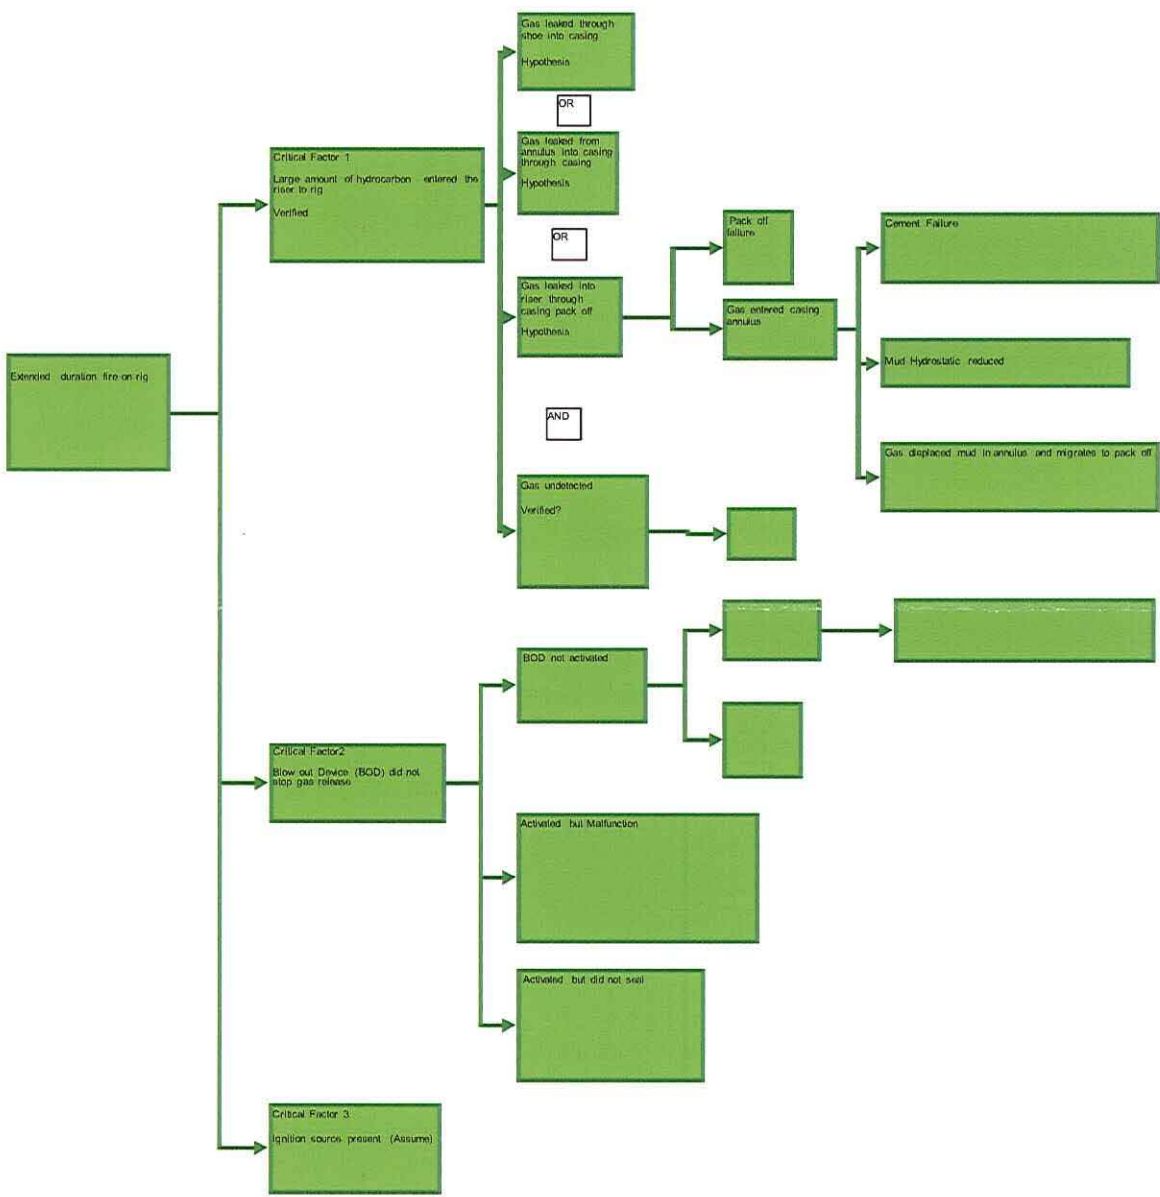 Gas leaked through
shoe into casing
Hypothesis
OR
Gas leaked from
annulus into casing
through casing
Hypothesis
Critical Factor 1
Large amount of hydrocarbon entered the
riser to rig
Verified
OR
Pack off
failure
Cement Failure
Gas leaked into
riser through
casing pack off
Hypothesis
Gas entered casing
annulus
Mud Hydrostatic reduced
Extended duration fire on rig
AND
Gas displaced mud in annulus and migrates to pack off
Gas undetected
Verified?
BOD not activated
Critical Factor2
Blow out Device (BOD) did not
stop gas release
Activated but Malfunction
Activated but did not seal
Critical Factor 3
Ignition source present (Assume)